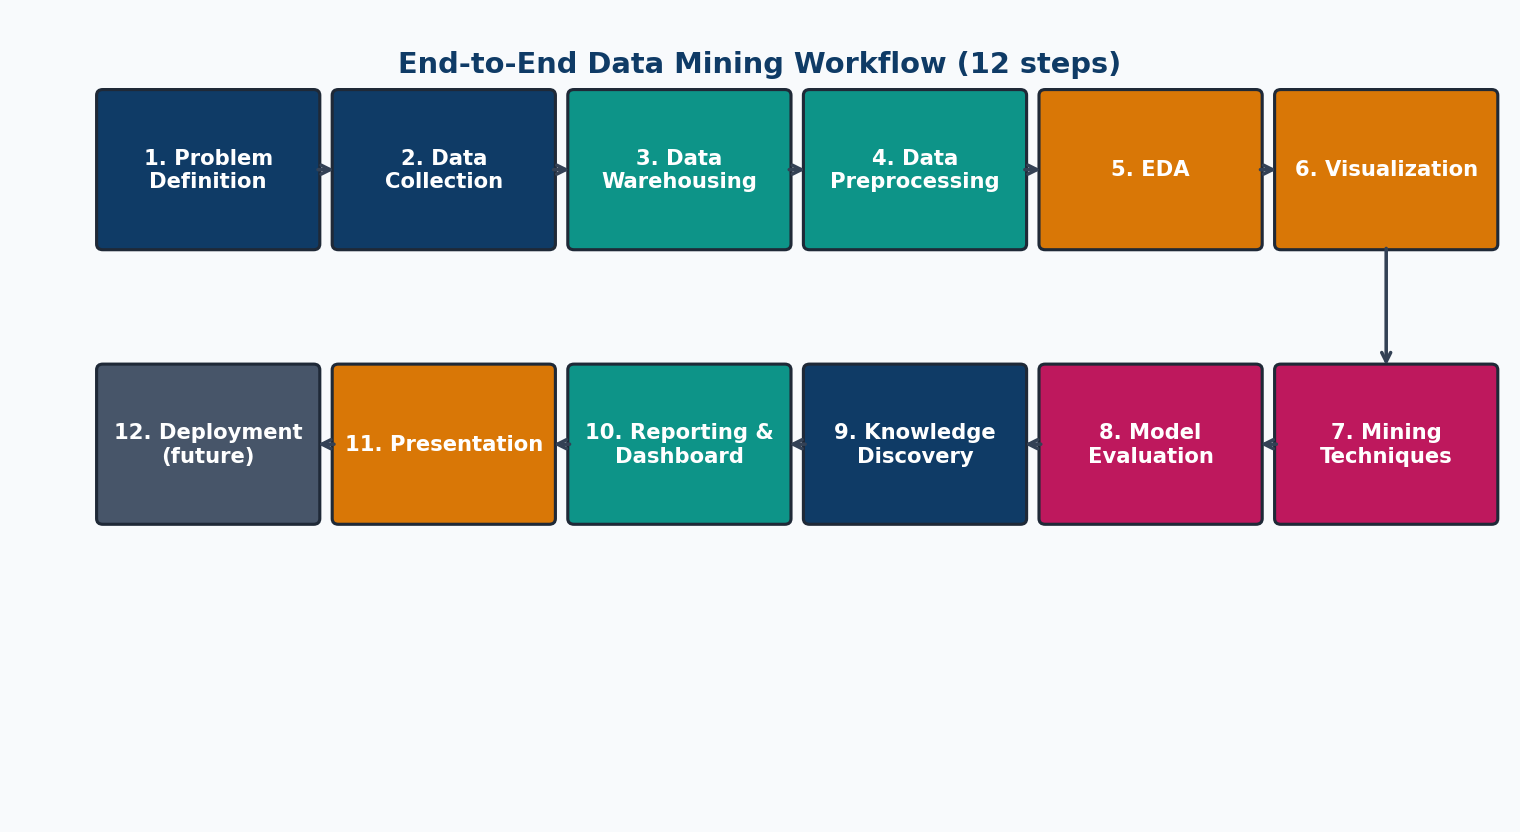 End-to-End Data Mining Workflow (12 steps)
1. Problem
Definition
2. Data
Collection
3. Data
Warehousing
4. Data
Preprocessing
5. EDA
6. Visualization
7. Mining
Techniques
8. Model
Evaluation
9. Knowledge
Discovery
10. Reporting &
Dashboard
11. Presentation
12. Deployment
(future)